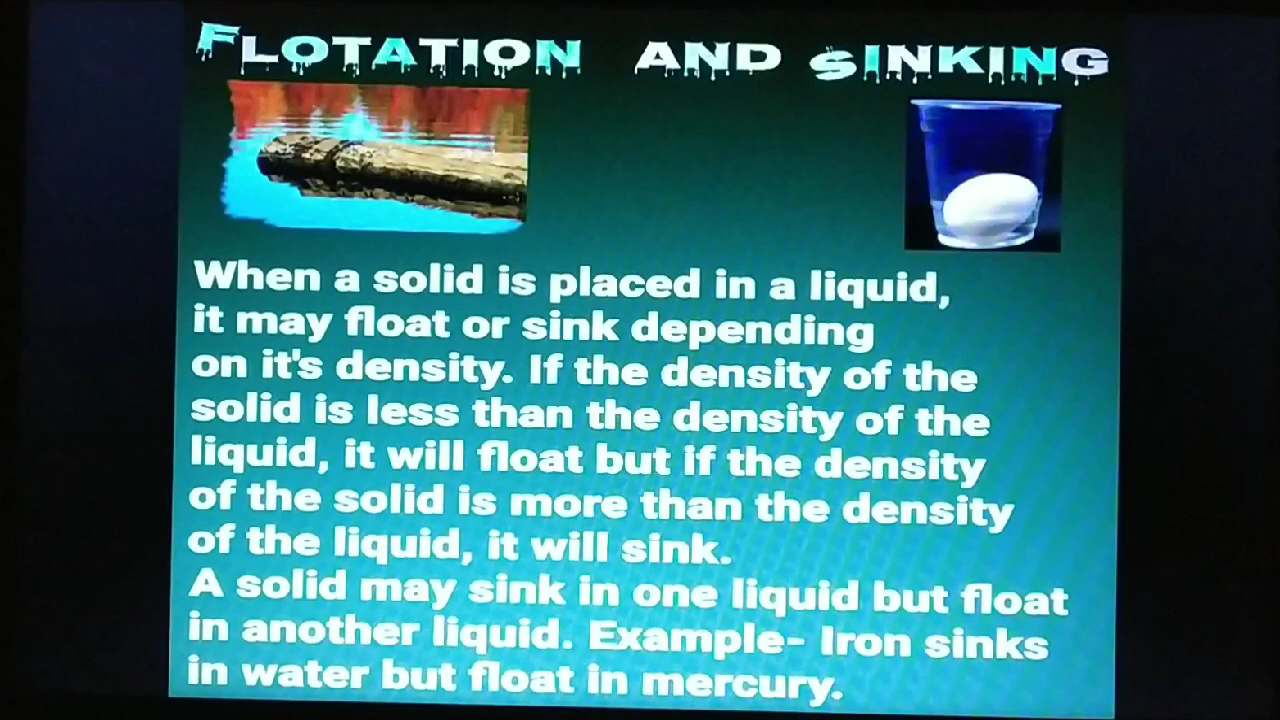 FLOTATION AND SINKING
When a solid is placed in a liquid,
it may float or sink depending
on it's density. If the density of the
solid is less than the density of the
liquid, it will float but if the density
of the solid is more than the density
of the liquid, it will sink.
A solid may sink in one liquid but float
in another liquid. Example- Iron sinks
in water but float in mercury.